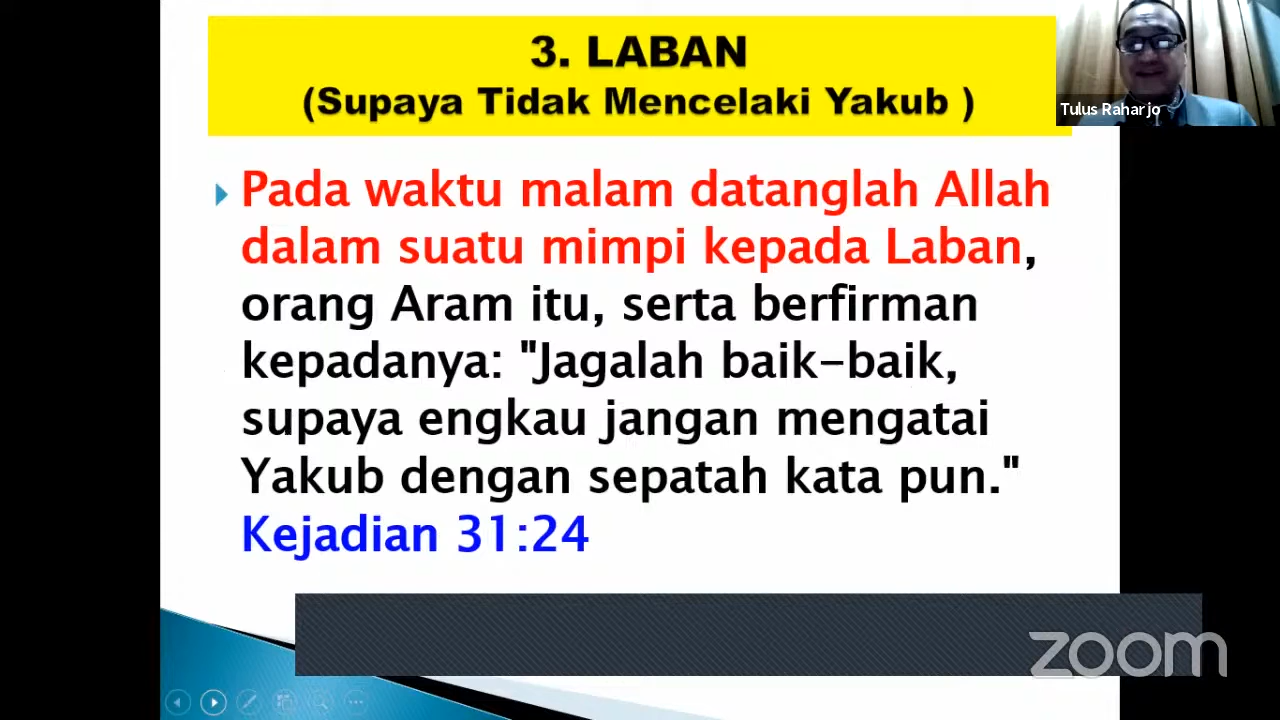 3. LABAN
(Supaya Tidak Mencelaki Yakub )
Tulus Raharjo
Pada waktu malam datanglah Allah
dalam suatu mimpi kepada Laban,
orang Aram itu, serta berfirman
kepadanya: "Jagalah baik-baik,
supaya engkau jangan mengatai
Yakub dengan sepatah kata pun."
Kejadian 31:24
zoom